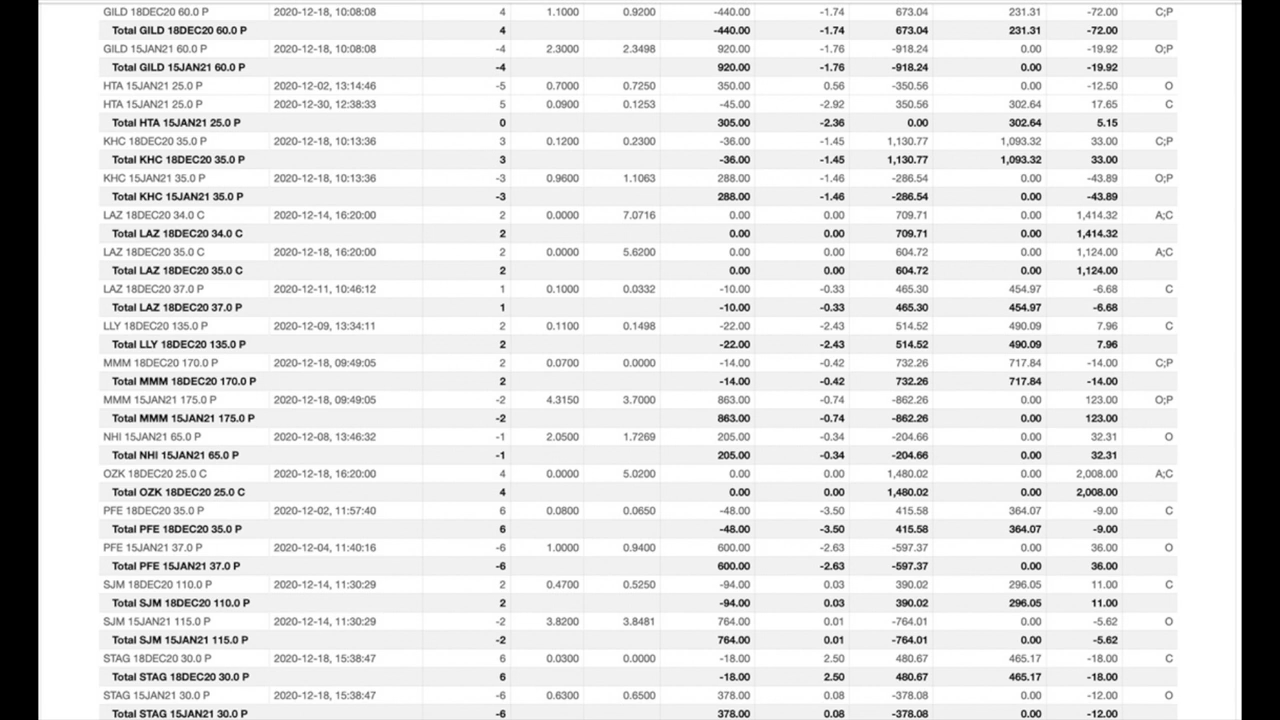 GILD 18DEC20 60.0 P 2020-12-18, 10:08:08 4 1.1000 0.9200 -440.00 -1.74 673.04 231.31 -72.00 C;P
Total GILD 18DEC20 60.0 P 4 -440.00 -1.74 673.04 231.31 -72.00
GILD 15JAN21 60.0 P 2020-12-18, 10:08:08 -4 2.3000 2.3498 920.00 -1.76 -918.24 0.00 -19.92 O;P
Total GILD 15JAN21 60.0 P -4 920.00 -1.76 -918.24 0.00 -19.92
HTA 15JAN21 25.0 P 2020-12-02, 13:14:46 -5 0.7000 0.7250 350.00 0.56 -350.56 0.00 -12.50 O
HTA 15JAN21 25.0 P 2020-12-30, 12:38:33 5 0.0900 0.1253 -45.00 -2.92 350.56 302.64 17.65 C
Total HTA 15JAN21 25.0 P 0 305.00 -2.36 0.00 302.64 5.15
KHC 18DEC20 35.0 P 2020-12-18, 10:13:36 3 0.1200 0.2300 -36.00 -1.45 1,130.77 1,093.32 33.00 C;P
Total KHC 18DEC20 35.0 P 3 -36.00 -1.45 1,130.77 1,093.32 33.00
KHC 15JAN21 35.0 P 2020-12-18, 10:13:36 -3 0.9600 1.1063 288.00 -1.46 -286.54 0.00 -43.89 O;P
Total KHC 15JAN21 35.0 P -3 288.00 -1.46 -286.54 0.00 -43.89
LAZ 18DEC20 34.0 C 2020-12-14, 16:20:00 2 0.0000 7.0716 0.00 0.00 709.71 0.00 1,414.32 A;C
Total LAZ 18DEC20 34.0 C 2 0.00 0.00 709.71 0.00 1,414.32
LAZ 18DEC20 35.0 C 2020-12-18, 16:20:00 2 0.0000 5.6200 0.00 0.00 604.72 0.00 1,124.00 A;C
Total LAZ 18DEC20 35.0 C 2 0.00 0.00 604.72 0.00 1,124.00
LAZ 18DEC20 37.0 P 2020-12-11, 10:46:12 1 0.1000 0.0332 -10.00 -0.33 465.30 454.97 -6.68 C
Total LAZ 18DEC20 37.0 P 1 -10.00 -0.33 465.30 454.97 -6.68
LLY 18DEC20 135.0 P 2020-12-09, 13:34:11 2 0.1100 0.1498 -22.00 -2.43 514.52 490.09 7.96 C
Total LLY 18DEC20 135.0 P 2 -22.00 -2.43 514.52 490.09 7.96
MMM 18DEC20 170.0 P 2020-12-18, 09:49:05 2 0.0700 0.0000 -14.00 -0.42 732.26 717.84 -14.00 C;P
Total MMM 18DEC20 170.0 P 2 -14.00 -0.42 732.26 717.84 -14.00
MMM 15JAN21 175.0 P 2020-12-18, 09:49:05 -2 4.3150 3.7000 863.00 -0.74 -862.26 0.00 123.00 O;P
Total MMM 15JAN21 175.0 P -2 863.00 -0.74 -862.26 0.00 123.00
NHI 15JAN21 65.0 P 2020-12-08, 13:46:32 -1 2.0500 1.7269 205.00 -0.34 -204.66 0.00 32.31 O
Total NHI 15JAN21 65.0 P -1 205.00 -0.34 -204.66 0.00 32.31
OZK 18DEC20 25.0 C 2020-12-18, 16:20:00 4 0.0000 5.0200 0.00 0.00 1,480.02 0.00 2,008.00 A;C
Total OZK 18DEC20 25.0 C 4 0.00 0.00 1,480.02 0.00 2,008.00
PFE 18DEC20 35.0 P 2020-12-02, 11:57:40 6 0.0800 0.0650 -48.00 -3.50 415.58 364.07 -9.00 C
Total PFE 18DEC20 35.0 P 6 -48.00 -3.50 415.58 364.07 -9.00
PFE 15JAN21 37.0 P 2020-12-04, 11:40:16 -6 1.0000 0.9400 600.00 -2.63 -597.37 0.00 36.00 O
Total PFE 15JAN21 37.0 P -6 600.00 -2.63 -597.37 0.00 36.00
SJM 18DEC20 110.0 P 2020-12-14, 11:30:29 2 0.4700 0.5250 -94.00 0.03 390.02 296.05 11.00 C
Total SJM 18DEC20 110.0 P 2 -94.00 0.03 390.02 296.05 11.00
SJM 15JAN21 115.0 P 2020-12-14, 11:30:29 -2 3.8200 3.8481 764.00 0.01 -764.01 0.00 -5.62 O
Total SJM 15JAN21 115.0 P -2 764.00 0.01 -764.01 0.00 -5.62
STAG 18DEC20 30.0 P 2020-12-18, 15:38:47 6 0.0300 0.0000 -18.00 2.50 480.67 465.17 -18.00 C
Total STAG 18DEC20 30.0 P 6 -18.00 2.50 480.67 465.17 -18.00
STAG 15JAN21 30.0 P 2020-12-18, 15:38:47 -6 0.6300 0.6500 378.00 0.08 -378.08 0.00 -12.00 O
Total STAG 15JAN21 30.0 P -6 378.00 0.08 -378.08 0.00 -12.00